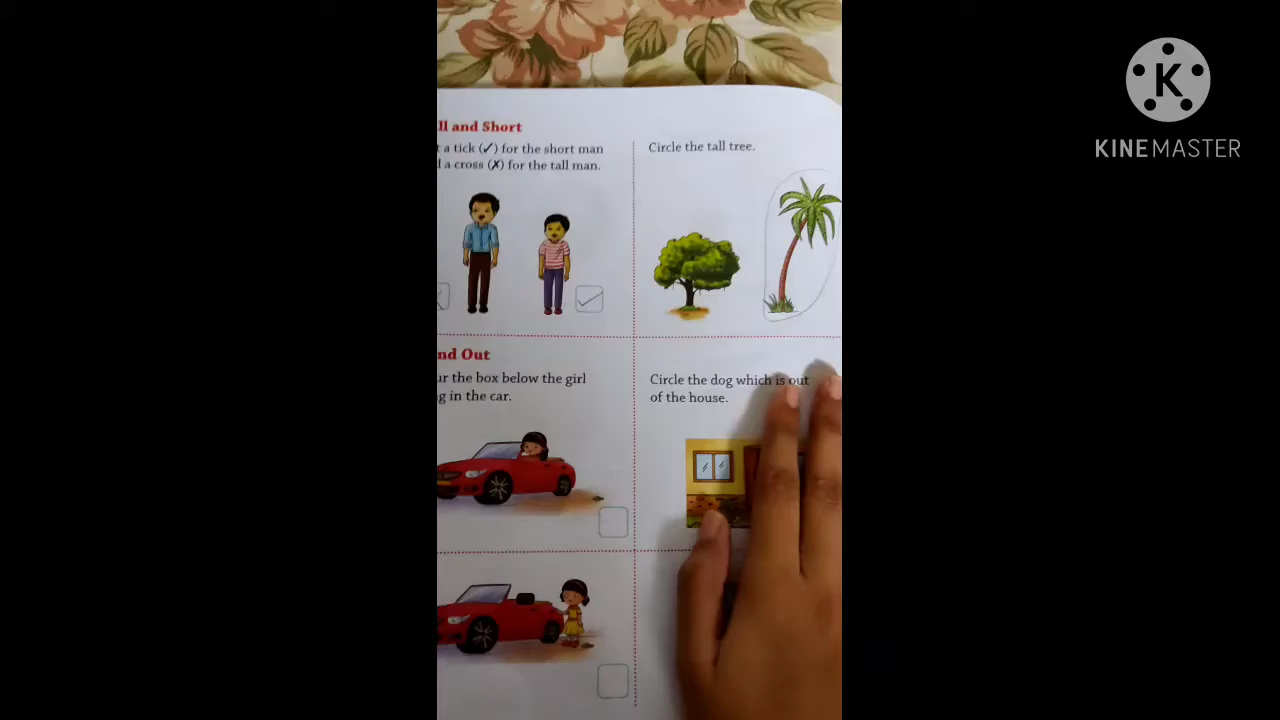 ll and Short
a tick (✓) for the short man
a cross (✗) for the tall man.
Circle the tall tree.
nd Out
ur the box below the girl
g in the car.
Circle the dog which is out
of the house.
K
KINEMASTER